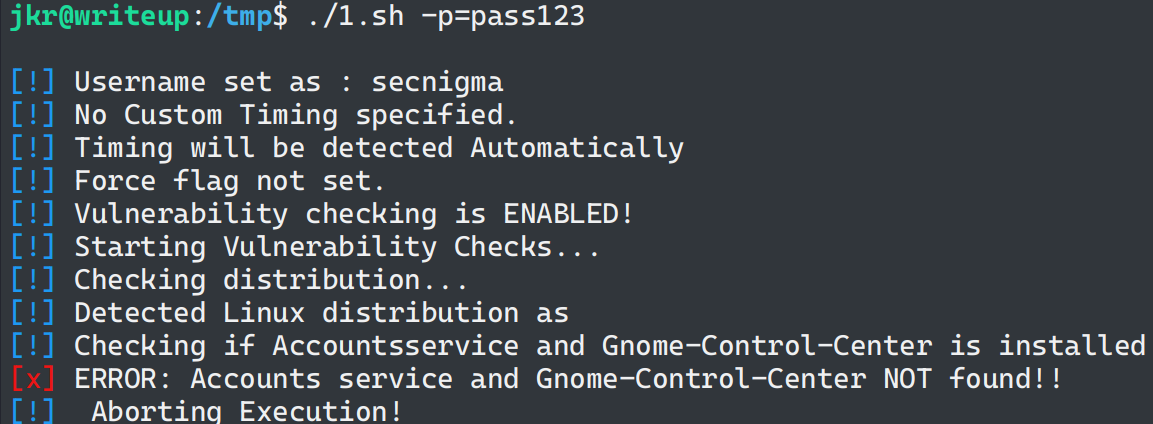 jkr@writeup:/tmp$ ./1.sh -p=pass123
[!] Username set as : secnigma
[!] No Custom Timing specified.
[!] Timing will be detected Automatically
[!] Force flag not set.
[!] Vulnerability checking is ENABLED!
[!] Starting Vulnerability Checks...
[!] Checking distribution...
[!] Detected Linux distribution as
[!] Checking if Accountsservice and Gnome-Control-Center is installed
[x] ERROR: Accounts service and Gnome-Control-Center NOT found!!
[!]  Aborting Execution!